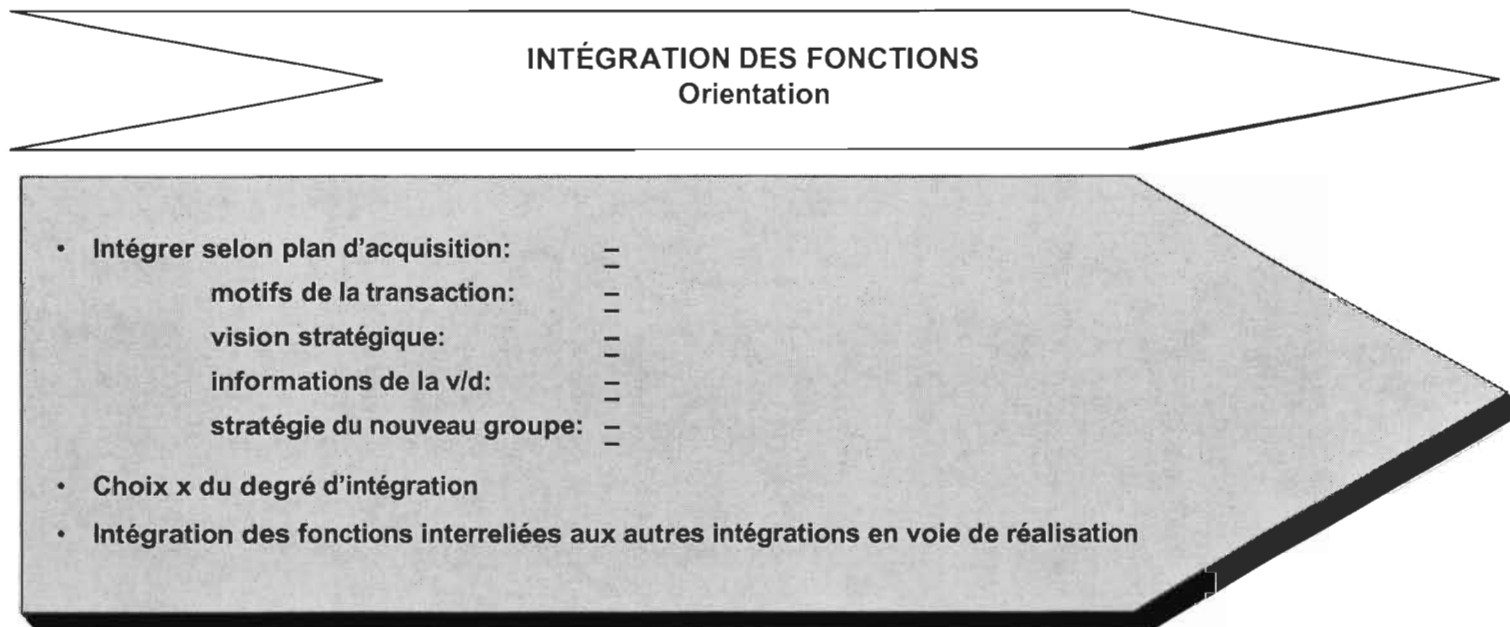 INTÉGRATION DES FONCTIONS
Orientation
• Intégrer selon plan d'acquisition: –
–
motifs de la transaction: –
–
vision stratégique: –
–
informations de la v/d: –
–
stratégie du nouveau groupe: –
–
• Choix x du degré d'intégration
• Intégration des fonctions interreliées aux autres intégrations en voie de réalisation